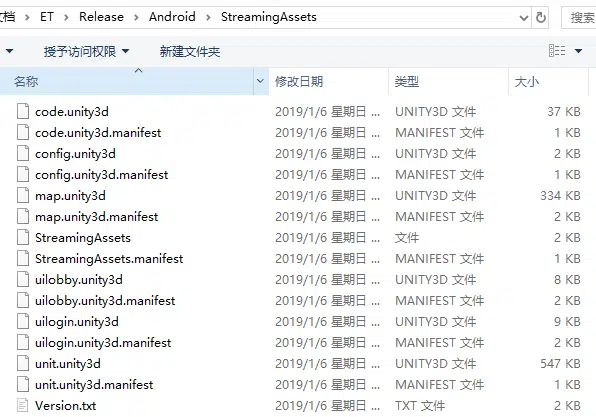 文档 > ET > Release > Android > StreamingAssets 搜索
授予访问权限 新建文件夹
名称 修改日期 类型 大小
code.unity3d 2019/1/6 星期日 ... UNITY3D 文件 37 KB
code.unity3d.manifest 2019/1/6 星期日 ... MANIFEST 文件 1 KB
config.unity3d 2019/1/6 星期日 ... UNITY3D 文件 2 KB
config.unity3d.manifest 2019/1/6 星期日 ... MANIFEST 文件 1 KB
map.unity3d 2019/1/6 星期日 ... UNITY3D 文件 334 KB
map.unity3d.manifest 2019/1/6 星期日 ... MANIFEST 文件 2 KB
StreamingAssets 2019/1/6 星期日 ... 文件 2 KB
StreamingAssets.manifest 2019/1/6 星期日 ... MANIFEST 文件 1 KB
uilobby.unity3d 2019/1/6 星期日 ... UNITY3D 文件 8 KB
uilobby.unity3d.manifest 2019/1/6 星期日 ... MANIFEST 文件 2 KB
uilogin.unity3d 2019/1/6 星期日 ... UNITY3D 文件 9 KB
uilogin.unity3d.manifest 2019/1/6 星期日 ... MANIFEST 文件 2 KB
unit.unity3d 2019/1/6 星期日 ... UNITY3D 文件 547 KB
unit.unity3d.manifest 2019/1/6 星期日 ... MANIFEST 文件 1 KB
Version.txt 2019/1/6 星期日 ... TXT 文件 2 KB